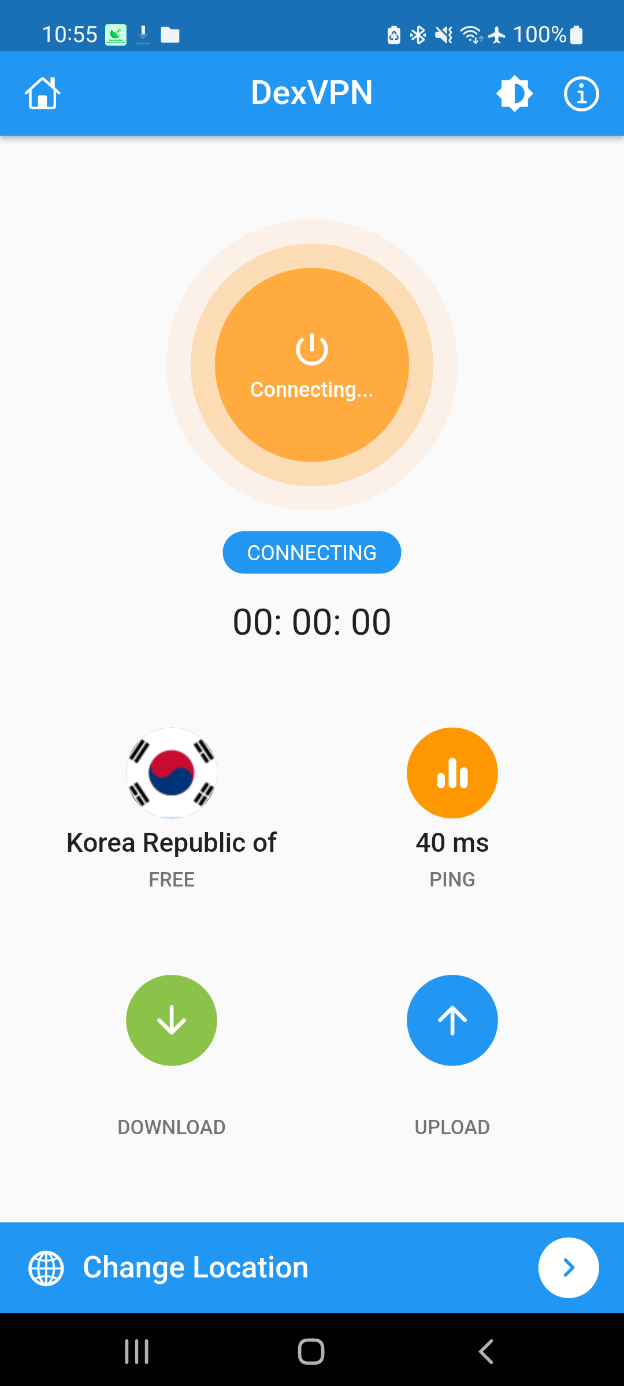 10:55
100%
DexVPN
Connecting...
CONNECTING
00: 00: 00
Korea Republic of
40 ms
FREE
PING
DOWNLOAD
UPLOAD
Change Location